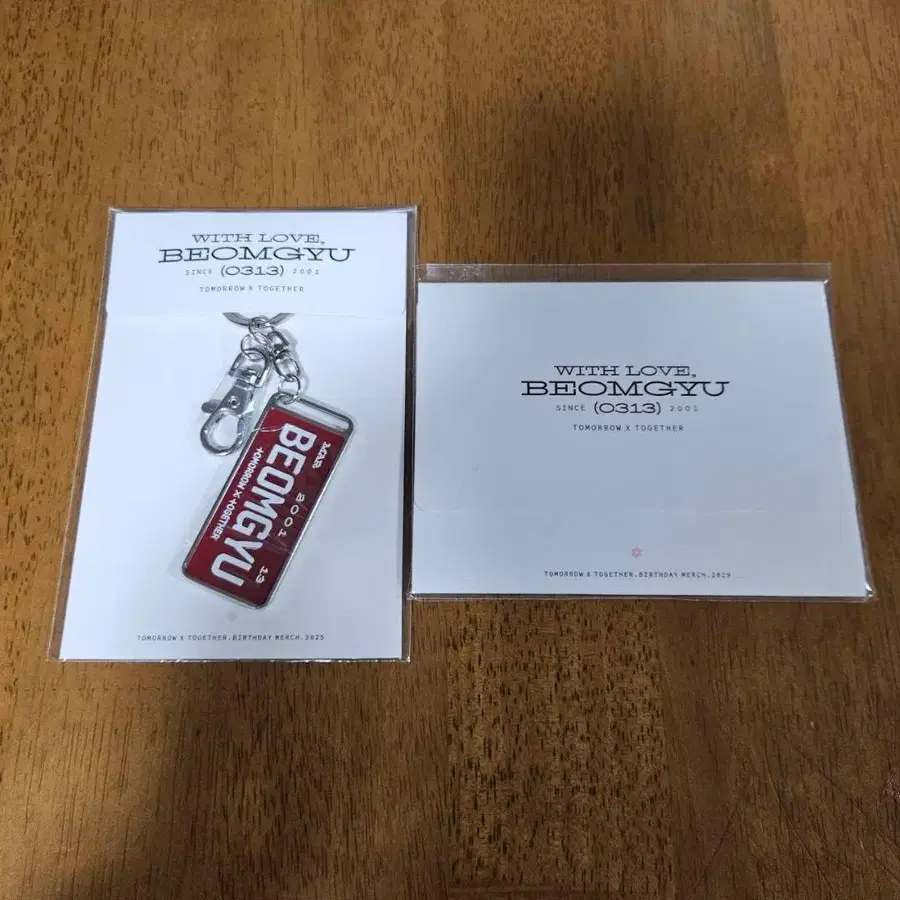 WITH LOVE,
BEOMGYU
SINCE (0313) 2001
TOMORROW X TOGETHER
MAR 2001 13
BEOMGYU
TOMORROW X TOGETHER
TOMORROW X TOGETHER.BIRTHDAY MERCH.2025
WITH LOVE,
BEOMGYU
SINCE (0313) 2001
TOMORROW X TOGETHER
TOMORROW X TOGETHER.BIRTHDAY MERCH.2025